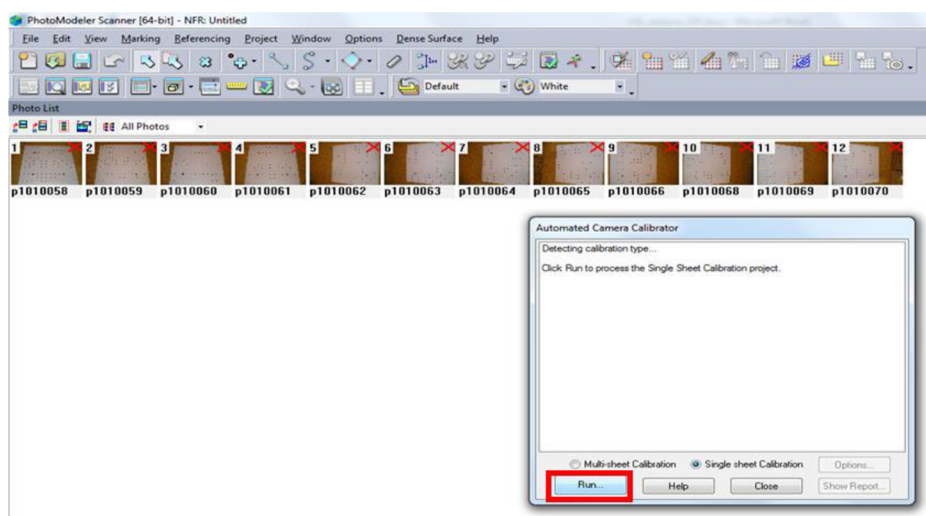 PhotoModeler Scanner [64-bit] - NFR: Untitled
File Edit View Marking Referencing Project Window Options Dense Surface Help
Default White
Photo List
All Photos
1 2 3 4 5 6 7 8 9 10 11 12
p1010058 p1010059 p1010060 p1010061 p1010062 p1010063 p1010064 p1010065 p1010066 p1010068 p1010069 p1010070
Automated Camera Calibrator
Detecting calibration type...
Click Run to process the Single Sheet Calibration project.
Multi-sheet Calibration Single sheet Calibration Options...
Run... Help Close Show Report...